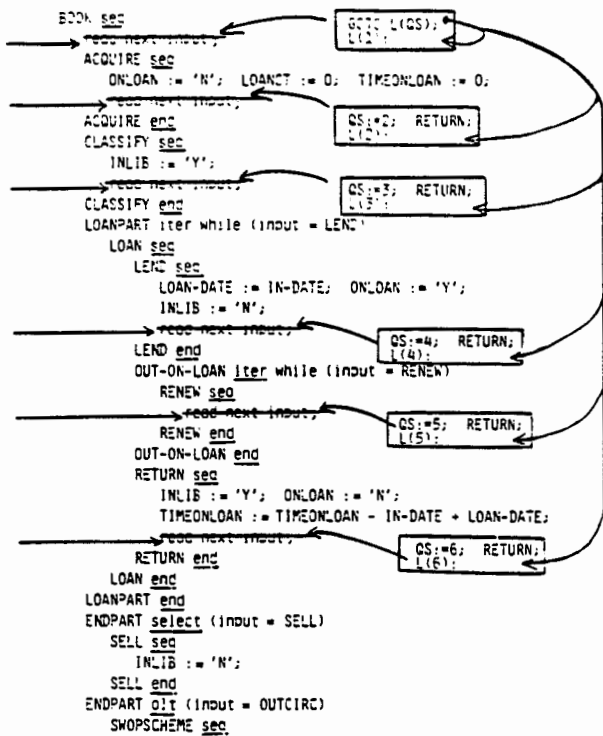 BOOK seq
read next input;
GOTO L(QS);
L(1):
ACQUIRE seq
ONLOAN := 'N'; LOANCT := 0; TIMEONLOAN := 0;
read next input;
QS:=2; RETURN;
L(2):
ACQUIRE end
CLASSIFY seq
INLIB := 'Y';
read next input;
QS:=3; RETURN;
L(3):
CLASSIFY end
LOANPART iter while (input = LEND)
LOAN seq
LEND seq
LOAN-DATE := IN-DATE; ONLOAN := 'Y';
INLIB := 'N';
read next input;
QS:=4; RETURN;
L(4):
LEND end
OUT-ON-LOAN iter while (input = RENEW)
RENEW seq
read next input;
QS:=5; RETURN;
L(5):
RENEW end
OUT-ON-LOAN end
RETURN seq
INLIB := 'Y'; ONLOAN := 'N';
TIMEONLOAN := TIMEONLOAN - IN-DATE + LOAN-DATE;
read next input;
QS:=6; RETURN;
L(6):
RETURN end
LOAN end
LOANPART end
ENDPART select (input = SELL)
SELL seq
INLIB := 'N';
SELL end
ENDPART alt (input = OUTCIRC)
SWOPSCHEME seq